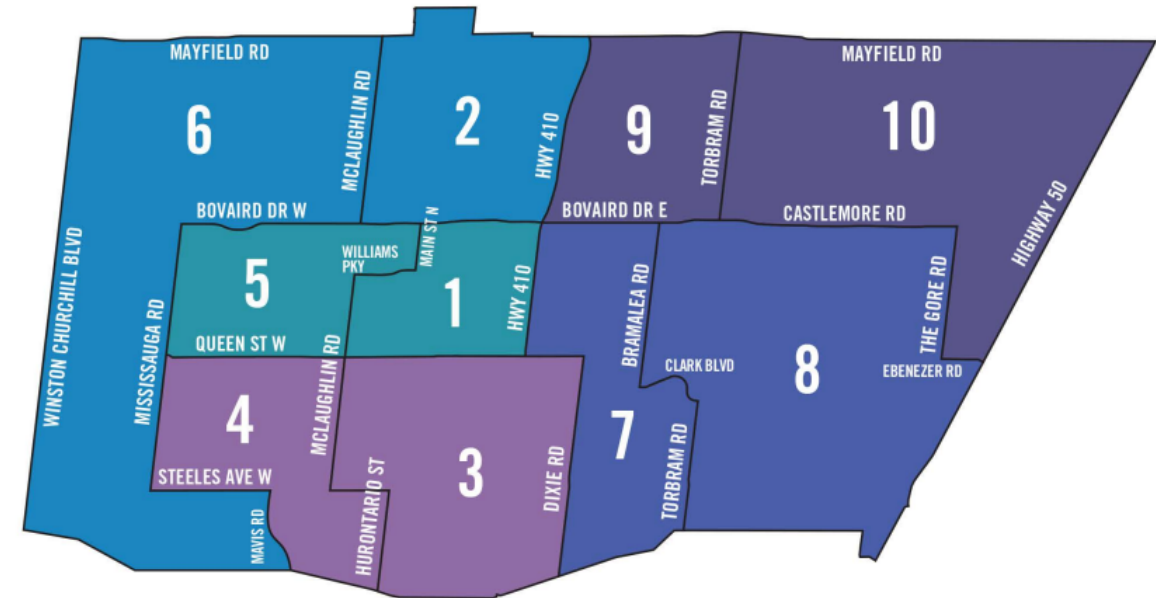 MAYFIELD RD
MAYFIELD RD
6
2
9
10
MCLAUGHLIN RD
HWY 410
TORBRAM RD
BOVAIRD DR W
BOVAIRD DR E
CASTLEMORE RD
HIGHWAY 50
WINSTON CHURCHILL BLVD
MISSISSAUGA RD
WILLIAMS
PKY
MAIN ST N
5
1
HWY 410
BRAMALEA RD
THE GORE RD
QUEEN ST W
CLARK BLVD
8
EBENEZER RD
4
MCLAUGHLIN RD
3
7
STEELES AVE W
HURONTARIO ST
DIXIE RD
TORBRAM RD
MAVIS RD